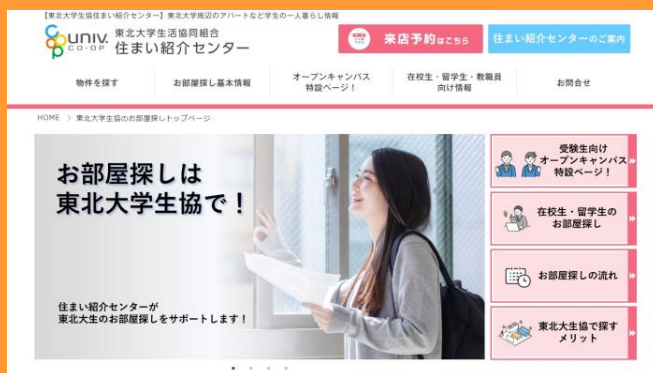 【東北大学生協住まい紹介センター】東北大学周辺のアパートなど学生の一人暮らし情報
univ.
CO-OP
東北大学生活協同組合
住まい紹介センター
来店予約はこちら
住まい紹介センターのご案内
物件を探す
お部屋探し基本情報
オープンキャンパス
特設ページ！
在校生・留学生・教職員
向け情報
お問合せ
HOME > 東北大学生協のお部屋探しトップページ
お部屋探しは
東北大学生協で！
住まい紹介センターが
東北大生のお部屋探しをサポートします！
受験生向け
オープンキャンパス
特設ページ！
在校生・留学生の
お部屋探し
お部屋探しの流れ
東北大生協で探す
メリット